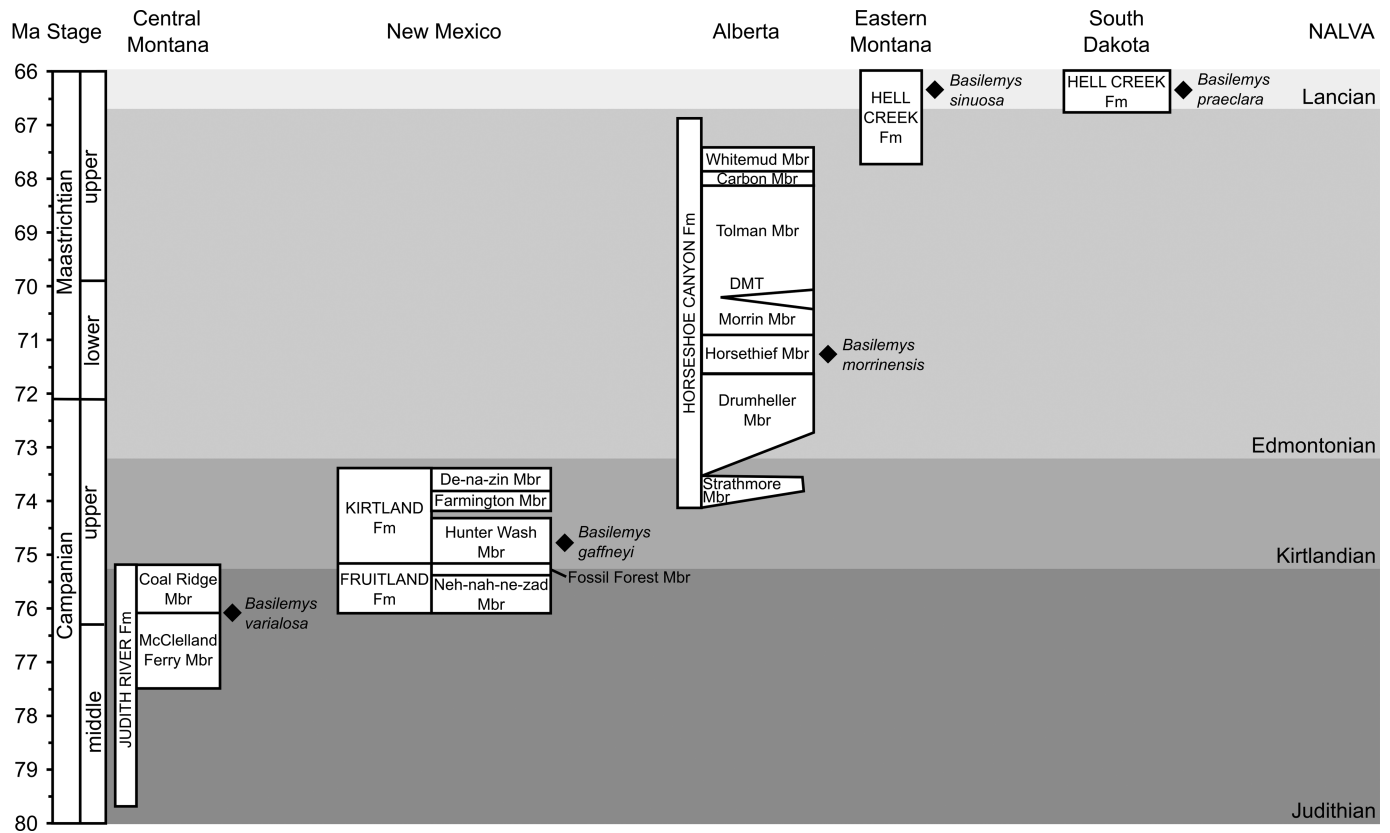 Ma Stage
Central
Montana
New Mexico
Alberta
Eastern
Montana
South
Dakota
NALVA
66
67
68
69
70
71
72
73
74
75
76
77
78
79
80
Maastrichtian
upper
lower
Campanian
upper
middle
JUDITH RIVER Fm
Coal Ridge
Mbr
McClelland
Ferry Mbr
Basilemys
varialosa
KIRTLAND
Fm
De-na-zin Mbr
Farmington Mbr
Hunter Wash
Mbr
Basilemys
gaffneyi
FRUITLAND
Fm
Fossil Forest Mbr
Neh-nah-ne-zad
Mbr
HORSESHOE CANYON Fm
Whitemud Mbr
Carbon Mbr
Tolman Mbr
DMT
Morrin Mbr
Horsethief Mbr
Basilemys
morrinensis
Drumheller
Mbr
Strathmore
Mbr
HELL
CREEK
Fm
Basilemys
sinuosa
HELL CREEK
Fm
Basilemys
praeclara
Lancian
Edmontonian
Kirtlandian
Judithian